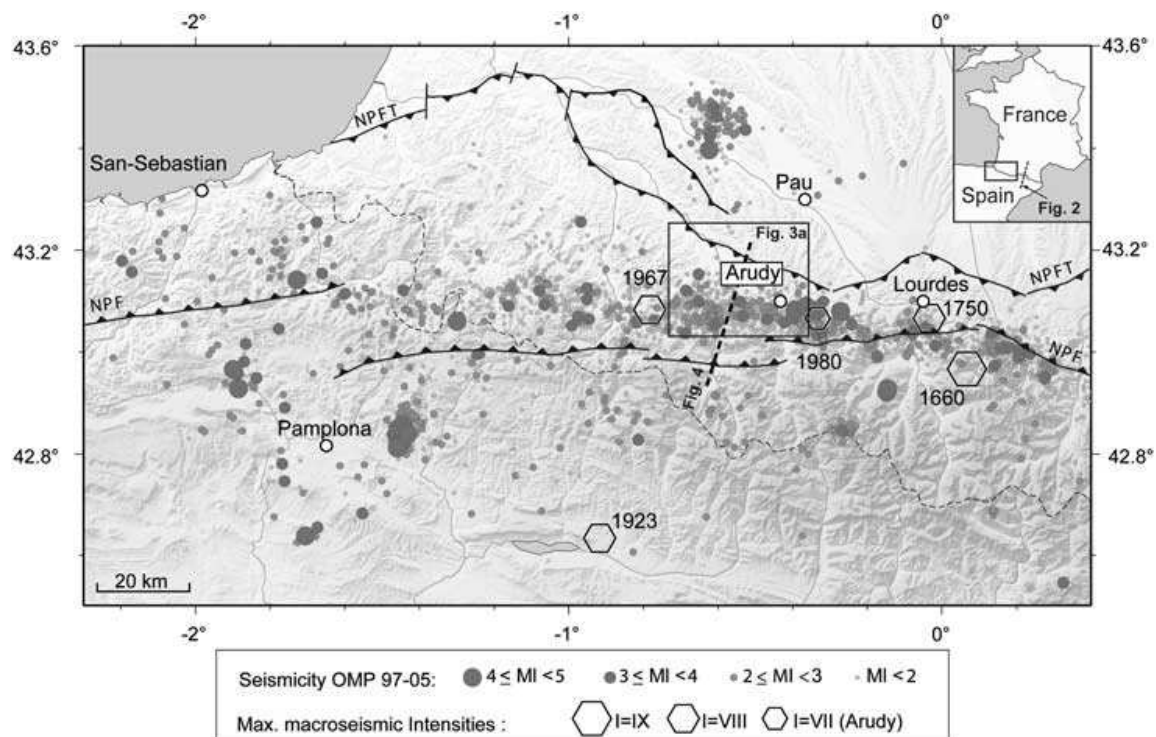 -2° -1° 0°
43.6° 43.6°
NPFT
France
San-Sebastian
Pau
Spain
Fig. 2
43.2° 43.2°
Fig. 3a
1967
Arudy
Lourdes
NPFT
NPF
1750
1980
NPF
1660
Fig. 4
Pamplona
42.8° 42.8°
1923
20 km
-2° -1° 0°
Seismicity OMP 97-05: 4 ≤ Ml <5 3 ≤ Ml <4 2 ≤ Ml <3 Ml <2
Max. macroseismic Intensities : I=IX I=VIII I=VII (Arudy)